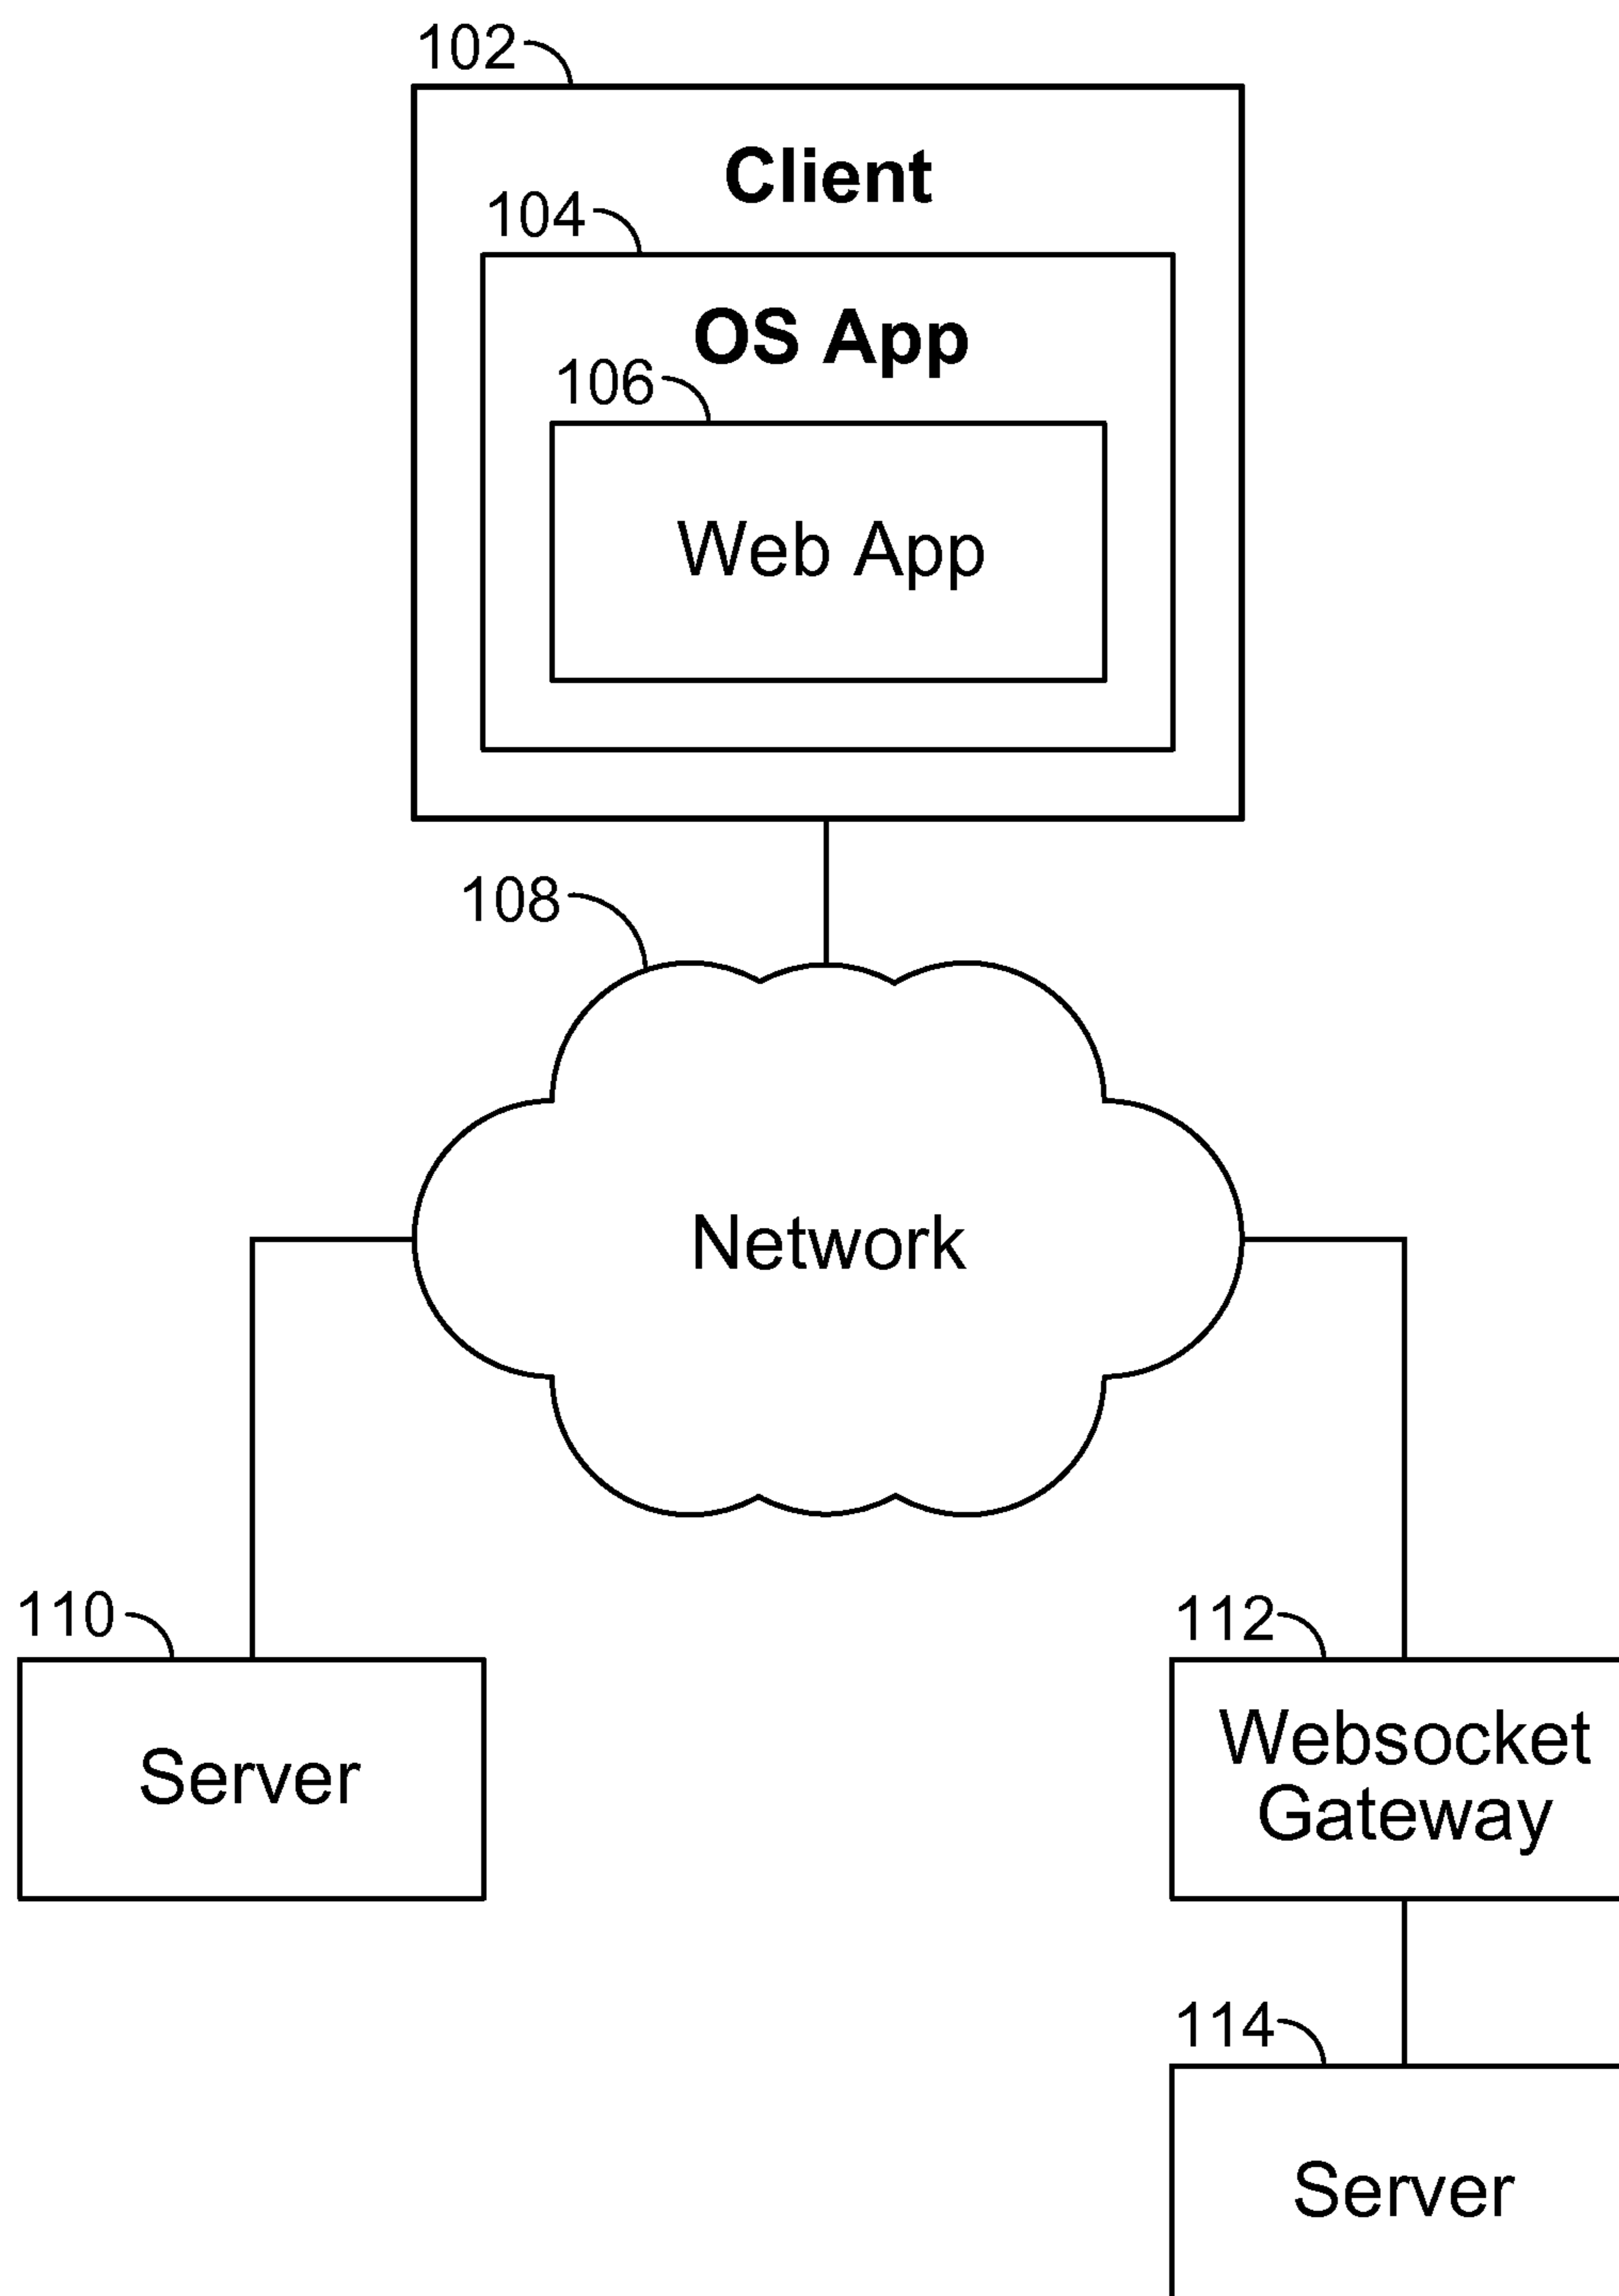 102
Client
104
OS App
106
Web App
108
Network
110
112
Server
Websocket
Gateway
114
Server